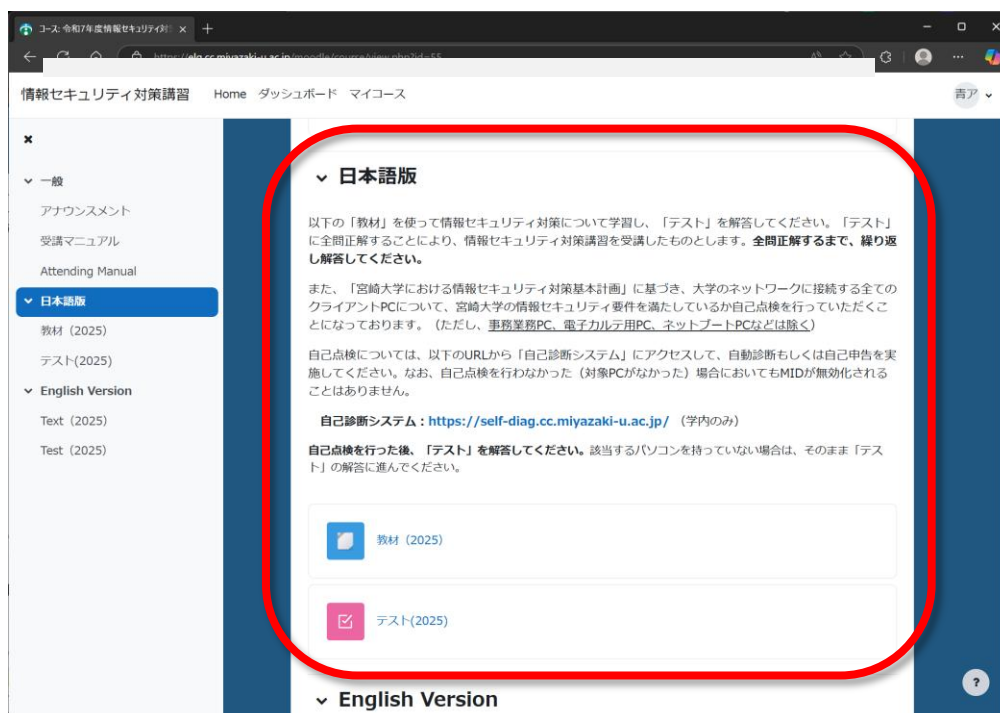 コース: 令和7年度情報セキュリティ対
情報セキュリティ対策講習 Home ダッシュボード マイコース 青ア
一般
アナウンスメント
受講マニュアル
Attending Manual
日本語版
教材（2025）
テスト(2025)
English Version
Text（2025）
Test（2025）
日本語版
以下の「教材」を使って情報セキュリティ対策について学習し、「テスト」を解答してください。「テスト」
に全問正解することにより、情報セキュリティ対策講習を受講したものとします。全問正解するまで、繰り返
し解答してください。
また、「宮崎大学における情報セキュリティ対策基本計画」に基づき、大学のネットワークに接続する全ての
クライアントPCについて、宮崎大学の情報セキュリティ要件を満たしているか自己点検を行っていただくこ
とになっております。（ただし、事務業務PC、電子カルテ用PC、ネットブートPCなどは除く）
自己点検については、以下のURLから「自己診断システム」にアクセスして、自動診断もしくは自己申告を実
施してください。なお、自己点検を行わなかった（対象PCがなかった）場合においてもMIDが無効化される
ことはありません。
自己診断システム：https://self-diag.cc.miyazaki-u.ac.jp/（学内のみ）
自己点検を行った後、「テスト」を解答してください。該当するパソコンを持っていない場合は、そのまま「テス
ト」の解答に進んでください。
教材（2025）
テスト(2025)
English Version
?